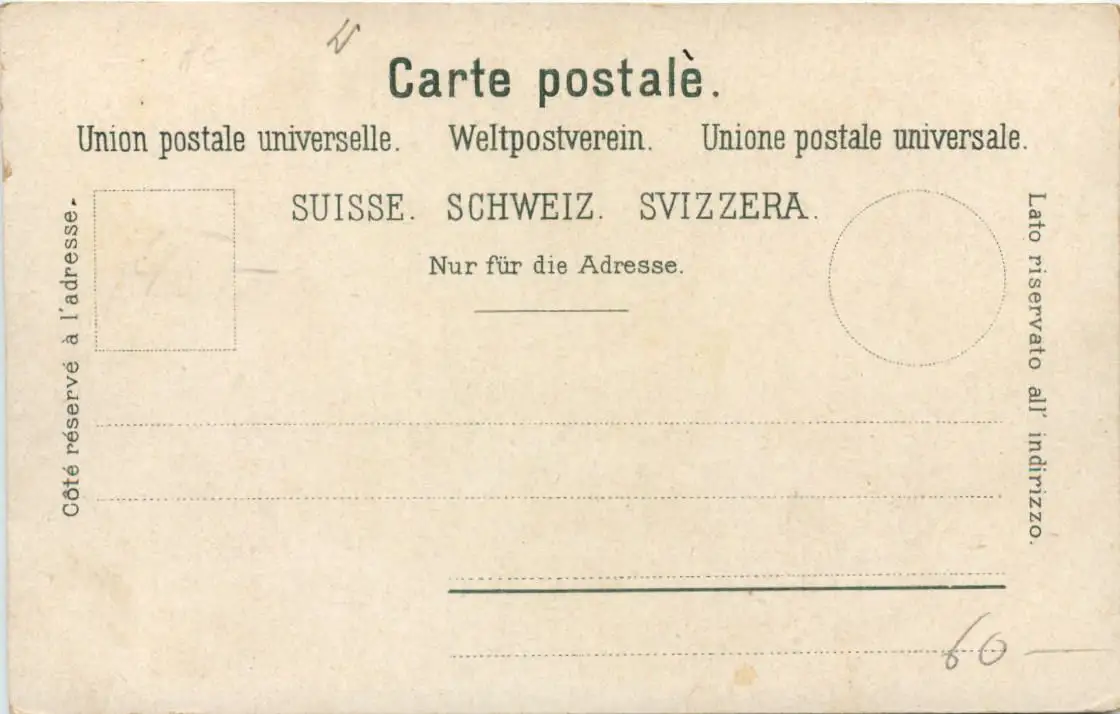 Carte postalè.
Union postale universelle. Weltpostverein. Unione postale universale.
SUISSE. SCHWEIZ. SVIZZERA.
Nur für die Adresse.
Côté réservé à l'adresse.
Lato riservato all' indirizzo.
60